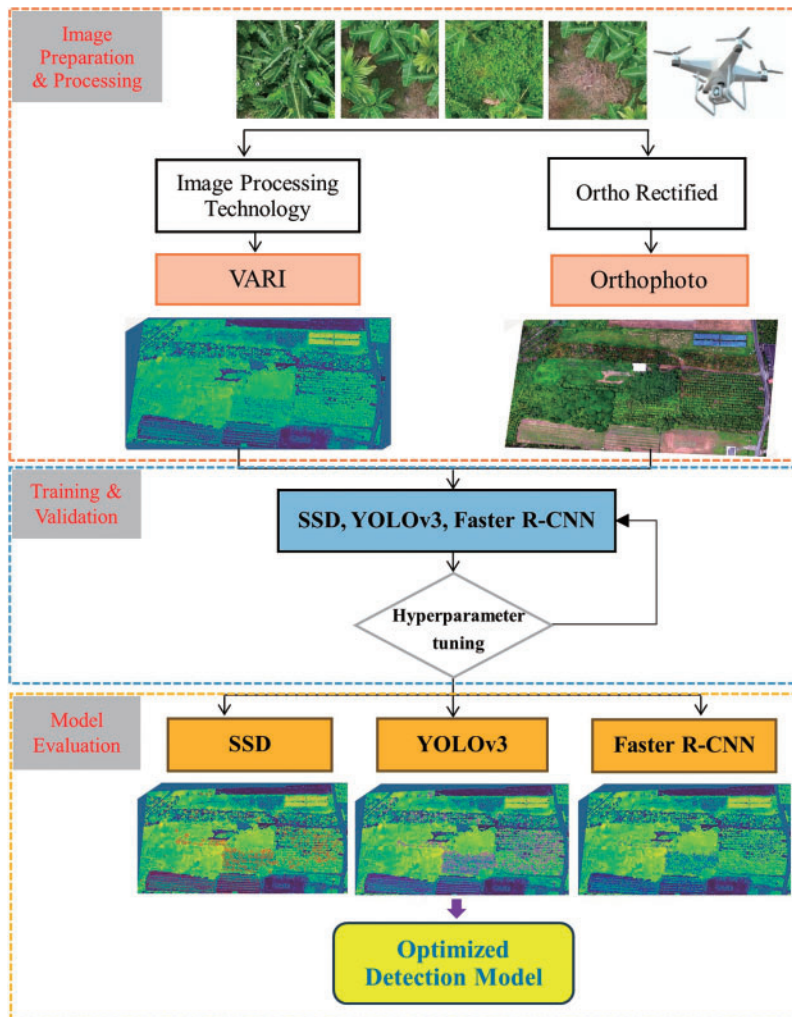 Image
Preparation
& Processing
Image Processing
Technology
Ortho Rectified
VARI
Orthophoto
Training &
Validation
SSD, YOLOv3, Faster R-CNN
Hyperparameter
tuning
Model
Evaluation
SSD
YOLOv3
Faster R-CNN
Optimized
Detection Model